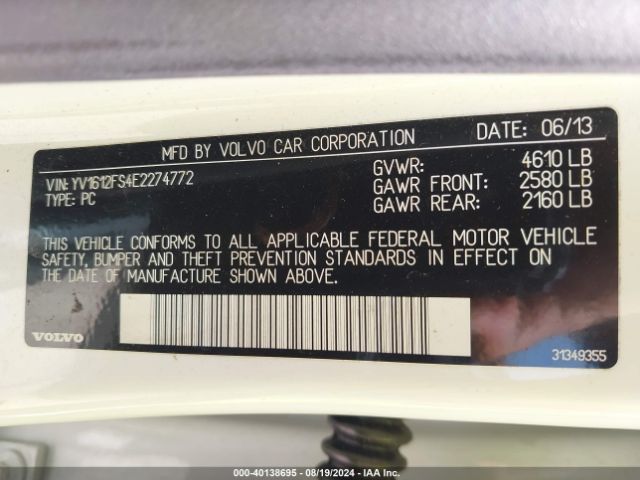 MFD BY VOLVO CAR CORPORATION DATE: 06/13
VIN: YV1612FS4E2274772
TYPE: PC
GVWR: 4610 LB
GAWR FRONT: 2580 LB
GAWR REAR: 2160 LB
THIS VEHICLE CONFORMS TO ALL APPLICABLE FEDERAL MOTOR VEHICLE
SAFETY, BUMPER AND THEFT PREVENTION STANDARDS IN EFFECT ON
THE DATE OF MANUFACTURE SHOWN ABOVE.
VOLVO
31349355
000-40138695 - 08/19/2024 - IAA Inc.